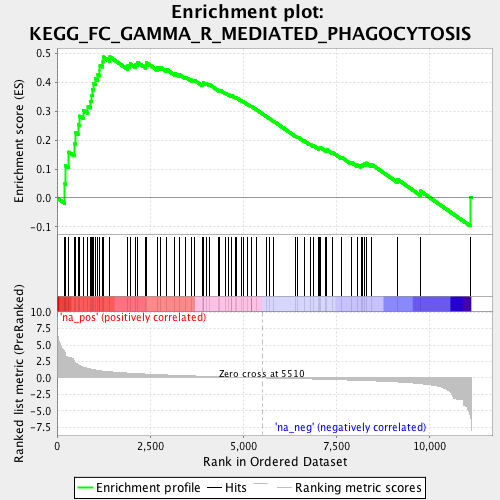 Enrichment plot:
KEGG_FC_GAMMA_R_MEDIATED_PHAGOCYTOSIS
Enrichment score (ES)
0.5
0.4
0.3
0.2
0.1
0.0
-0.1
Ranked list metric (PreRanked)
10.0
7.5
5.0
2.5
0.0
-2.5
-5.0
-7.5
'na_pos' (positively correlated)
Zero cross at 5510
'na_neg' (negatively correlated)
0
2,500
5,000
7,500
10,000
Rank in Ordered Dataset
Enrichment profile
Hits
Ranking metric scores